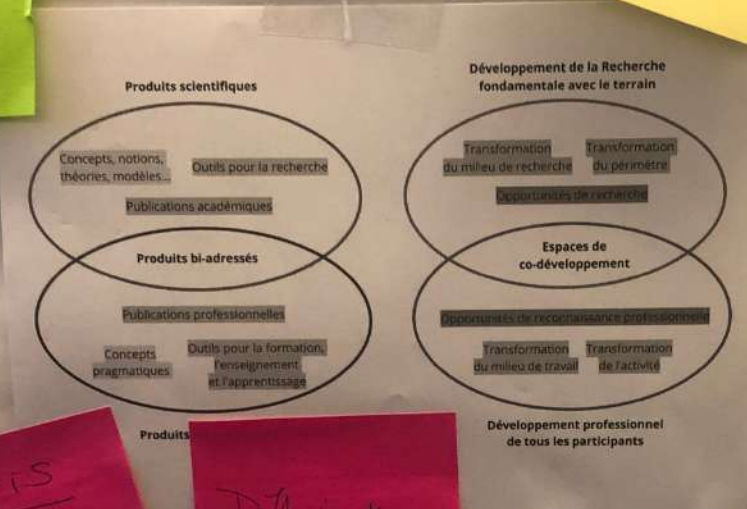 Produits scientifiques
Concepts, notions,
théories, modèles...
Outils pour la recherche
Publications académiques
Produits bi-adressés
Publications professionnelles
Concepts
pragmatiques
Outils pour la formation,
l'enseignement
et l'apprentissage
Produits
Développement de la Recherche
fondamentale avec le terrain
Transformation
du milieu de recherche
Transformation
du périmètre
Opportunités de recherche
Espaces de
co-développement
Opportunités de reconnaissance professionnelle
Transformation
du milieu de travail
Transformation
de l'activité
Développement professionnel
de tous les participants
is